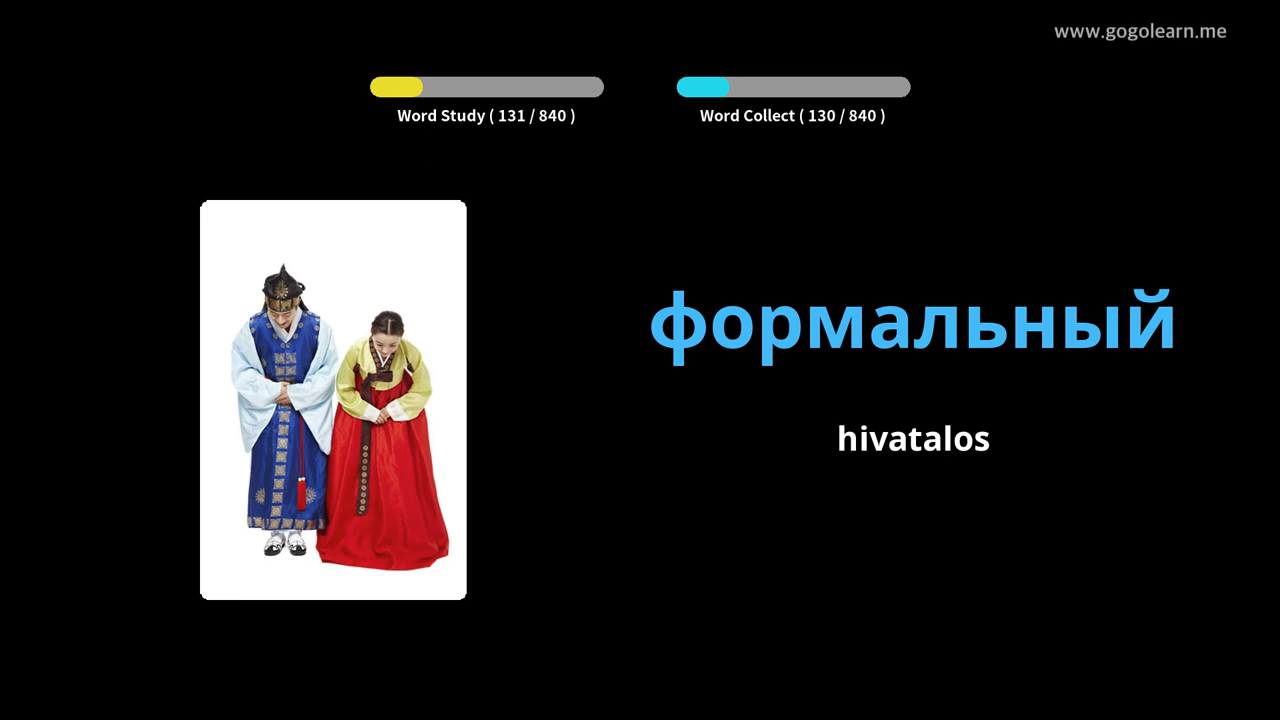 www.gogolearn.me
Word Study ( 131 / 840 )
Word Collect ( 130 / 840 )
формальный
hivatalos